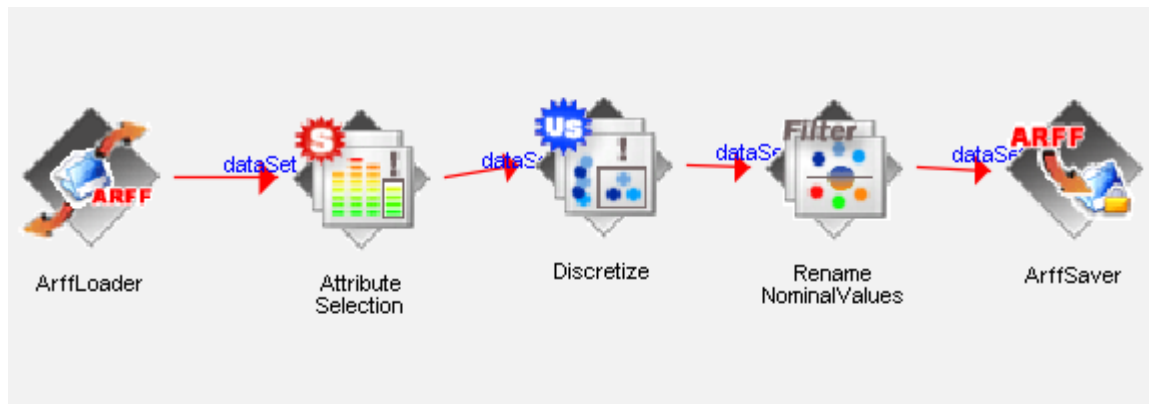 dataSet
dataSe
dataSe
dataSe
S
Us
Filter
ARFF
ARFF
ArffLoader
Attribute
Selection
Discretize
Rename
NominalValues
ArffSaver